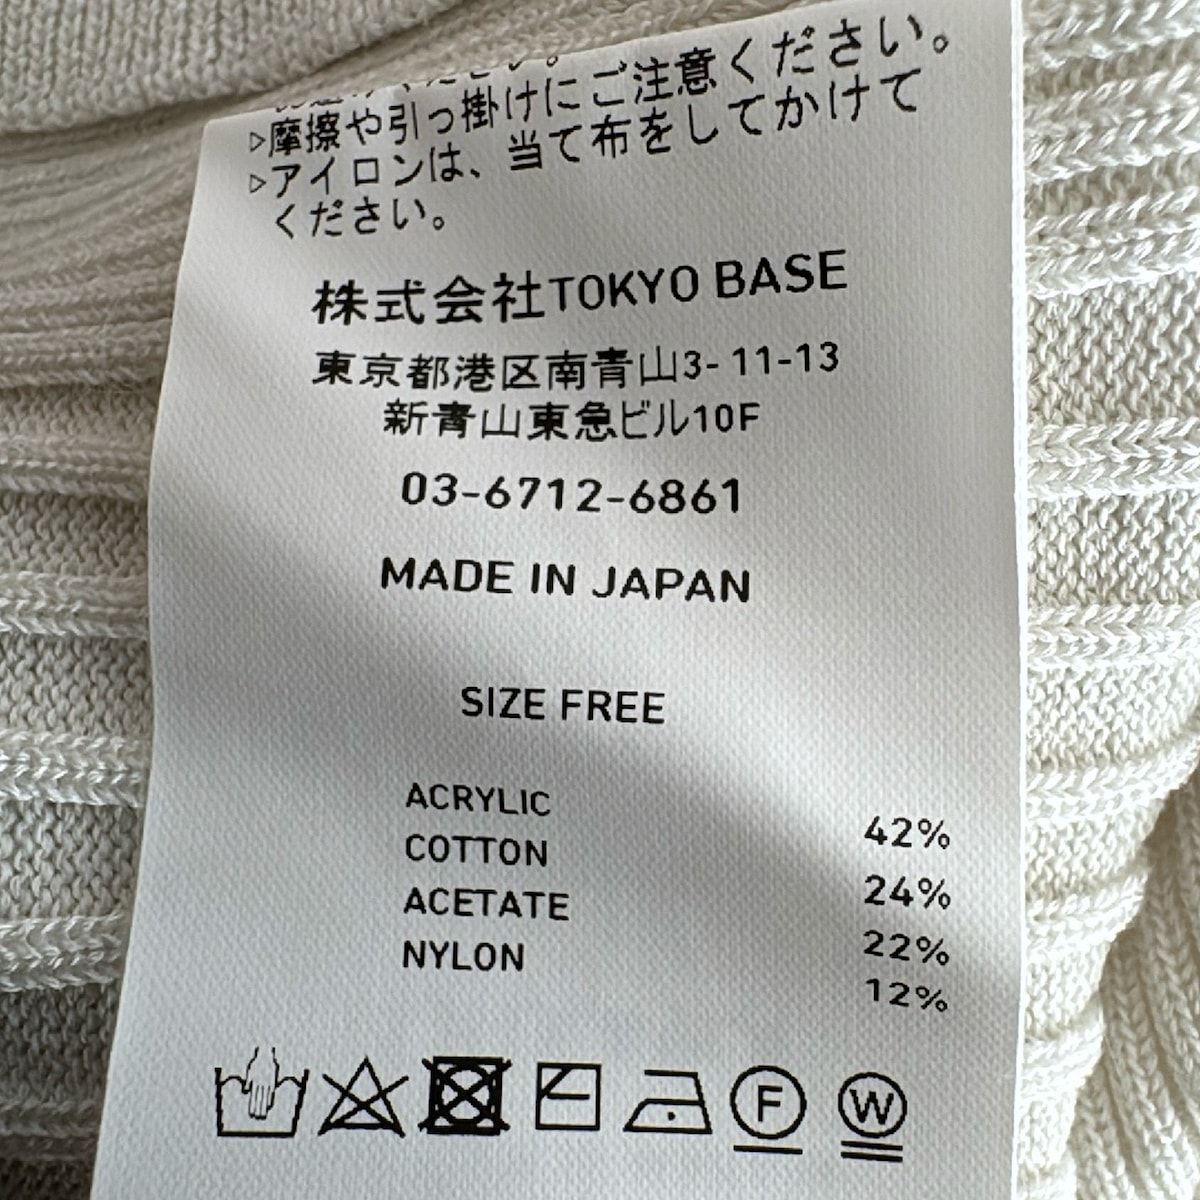 ください。
▷摩擦や引っ掛けにご注意ください。
▷アイロンは、当て布をしてかけて
ください。
株式会社TOKYO BASE
東京都港区南青山3-11-13
新青山東急ビル10F
03-6712-6861
MADE IN JAPAN
SIZE FREE
ACRYLIC 42%
COTTON 24%
ACETATE 22%
NYLON 12%
F W